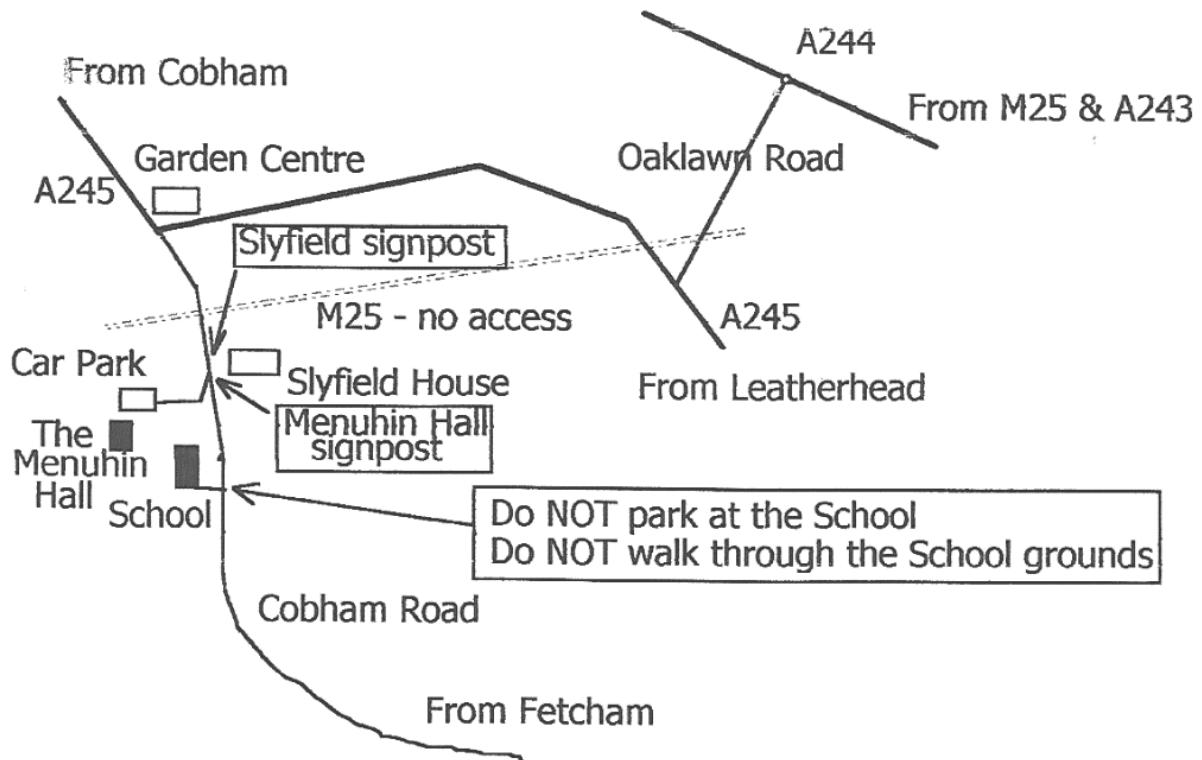 A244
From Cobham
From M25 & A243
Garden Centre
Oaklawn Road
A245
Slyfield signpost
M25 - no access
A245
Car Park
Slyfield House
From Leatherhead
Menuhin Hall
signpost
The
Menuhin
Hall
School
Do NOT park at the School
Do NOT walk through the School grounds
Cobham Road
From Fetcham